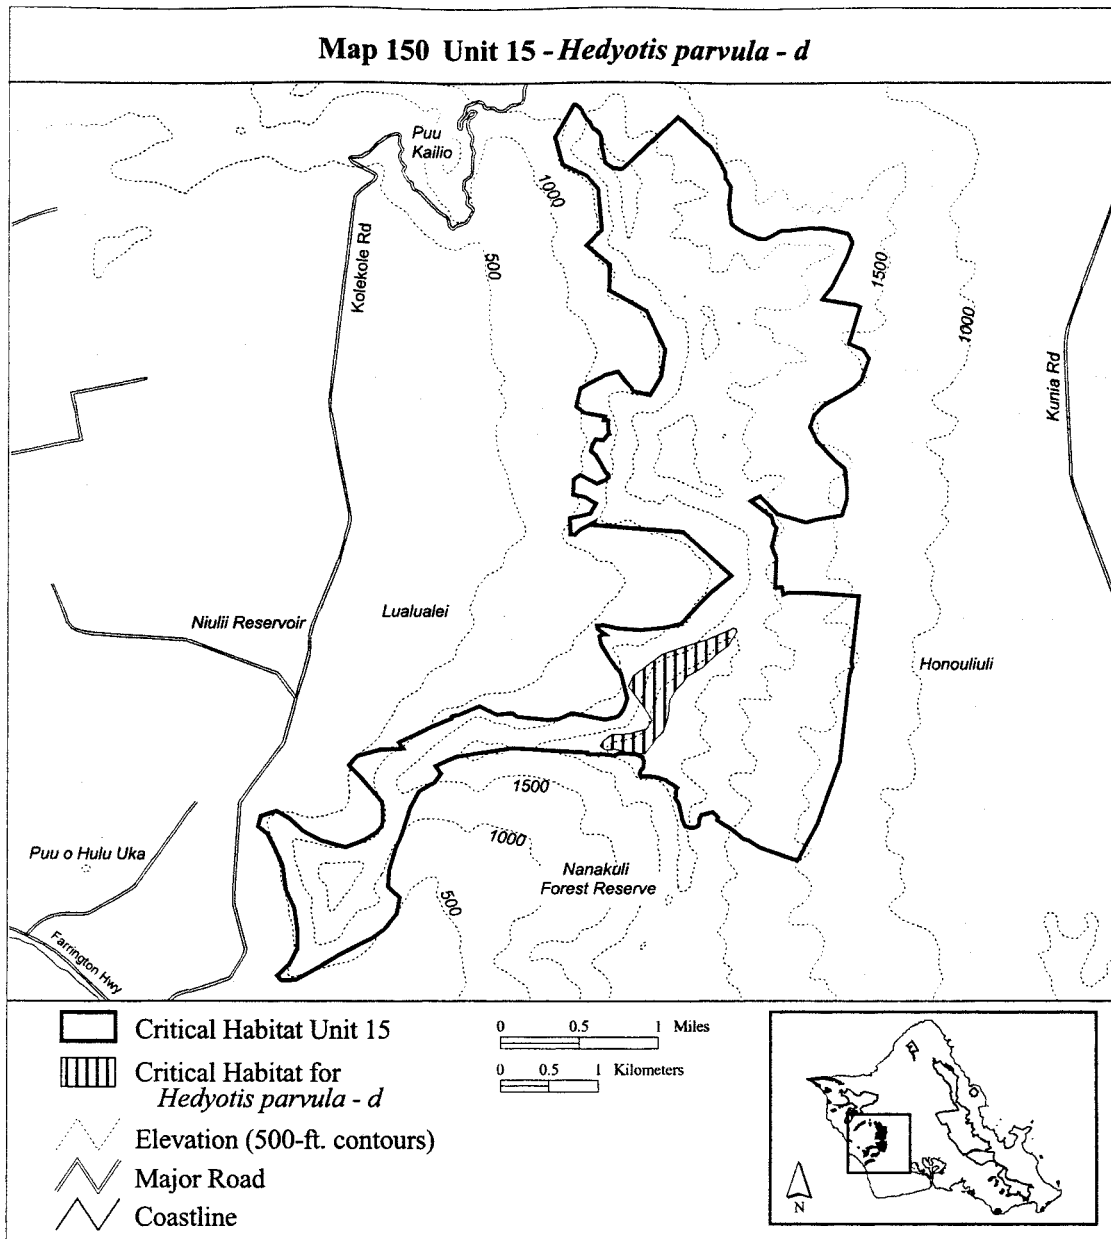 Map 150 Unit 15 - Hedyotis parvula - d
Puu
Kailio
1000
Kolekole Rd
500
1500
1000
Kunia Rd
Niulii Reservoir
Lualualei
Honouliuli
1500
1000
Puu o Hulu Uka
Nanakuli
Forest Reserve
500
Farrington Hwy
Critical Habitat Unit 15
Critical Habitat for
Hedyotis parvula - d
Elevation (500-ft. contours)
Major Road
Coastline
0 0.5 1 Miles
0 0.5 1 Kilometers
N